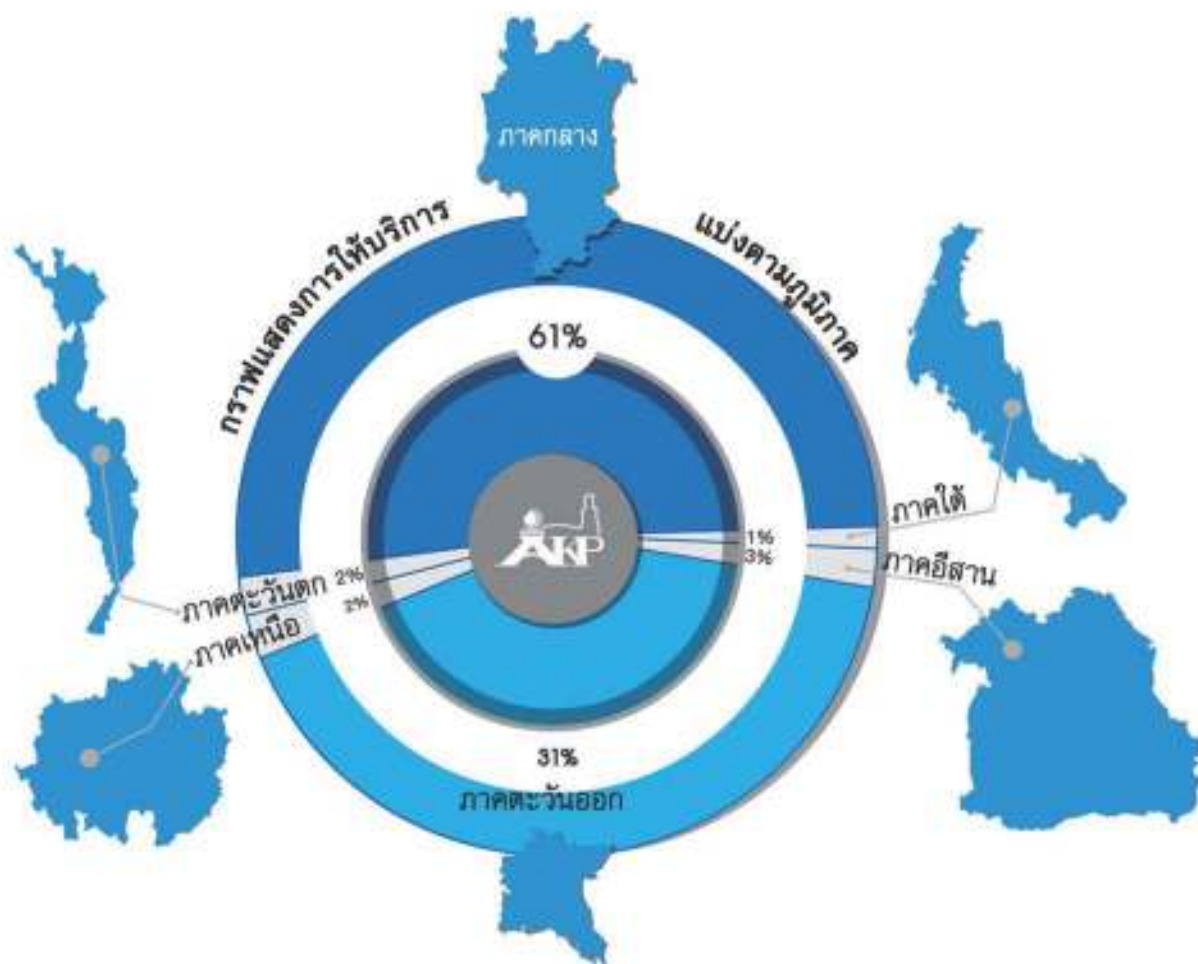 ภาคกลาง
กราฟแสดงการให้บริการ
แบ่งตามภูมิภาค
61%
ภาคใต้
1%
ภาคอีสาน
3%
ภาคตะวันตก
2%
ภาคเหนือ
2%
AKP
31%
ภาคตะวันออก